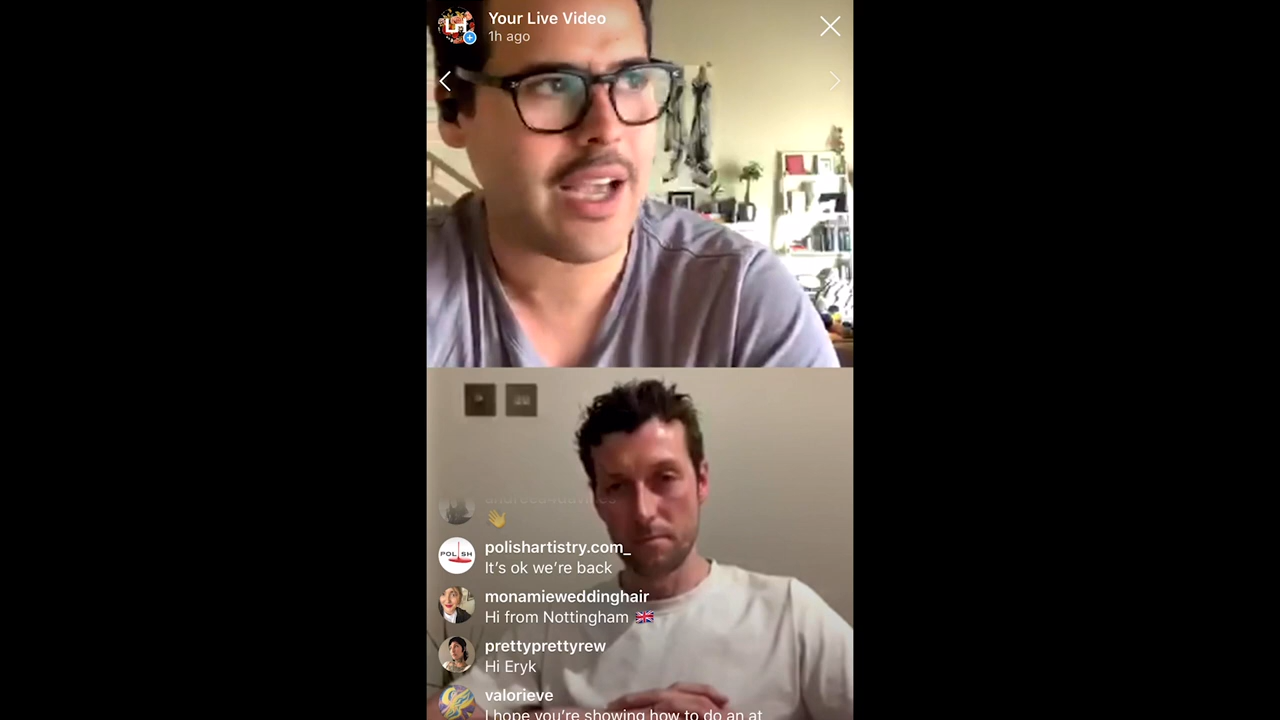 Your Live Video
1h ago
👋
POLISH
polishartistry.com_
It’s ok we’re back
monamieweddinghair
Hi from Nottingham 🇬🇧
prettyprettyrew
Hi Eryk
valorieve
I hope you’re showing how to do an at